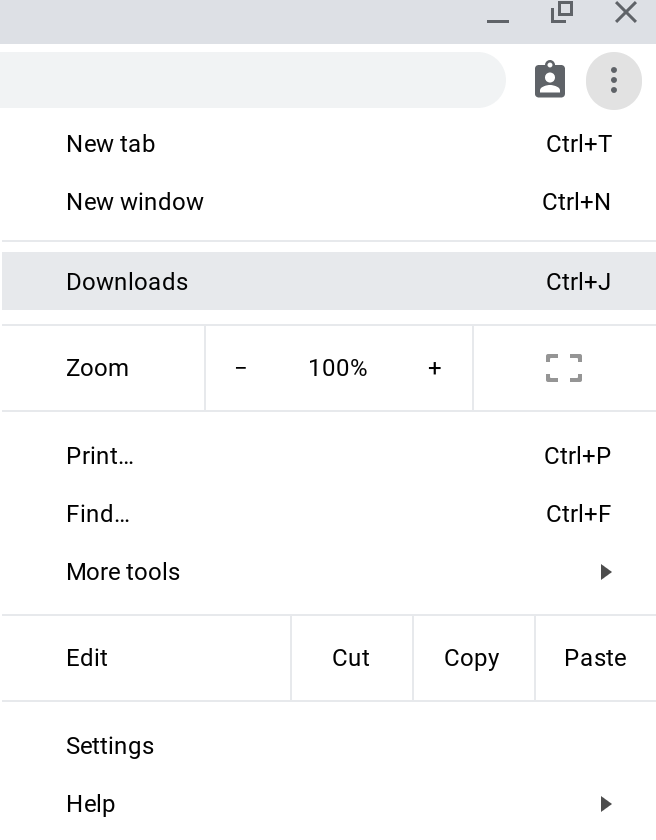 New tab Ctrl+T
New window Ctrl+N
Downloads Ctrl+J
Zoom − 100% +
Print... Ctrl+P
Find... Ctrl+F
More tools
Edit Cut Copy Paste
Settings
Help